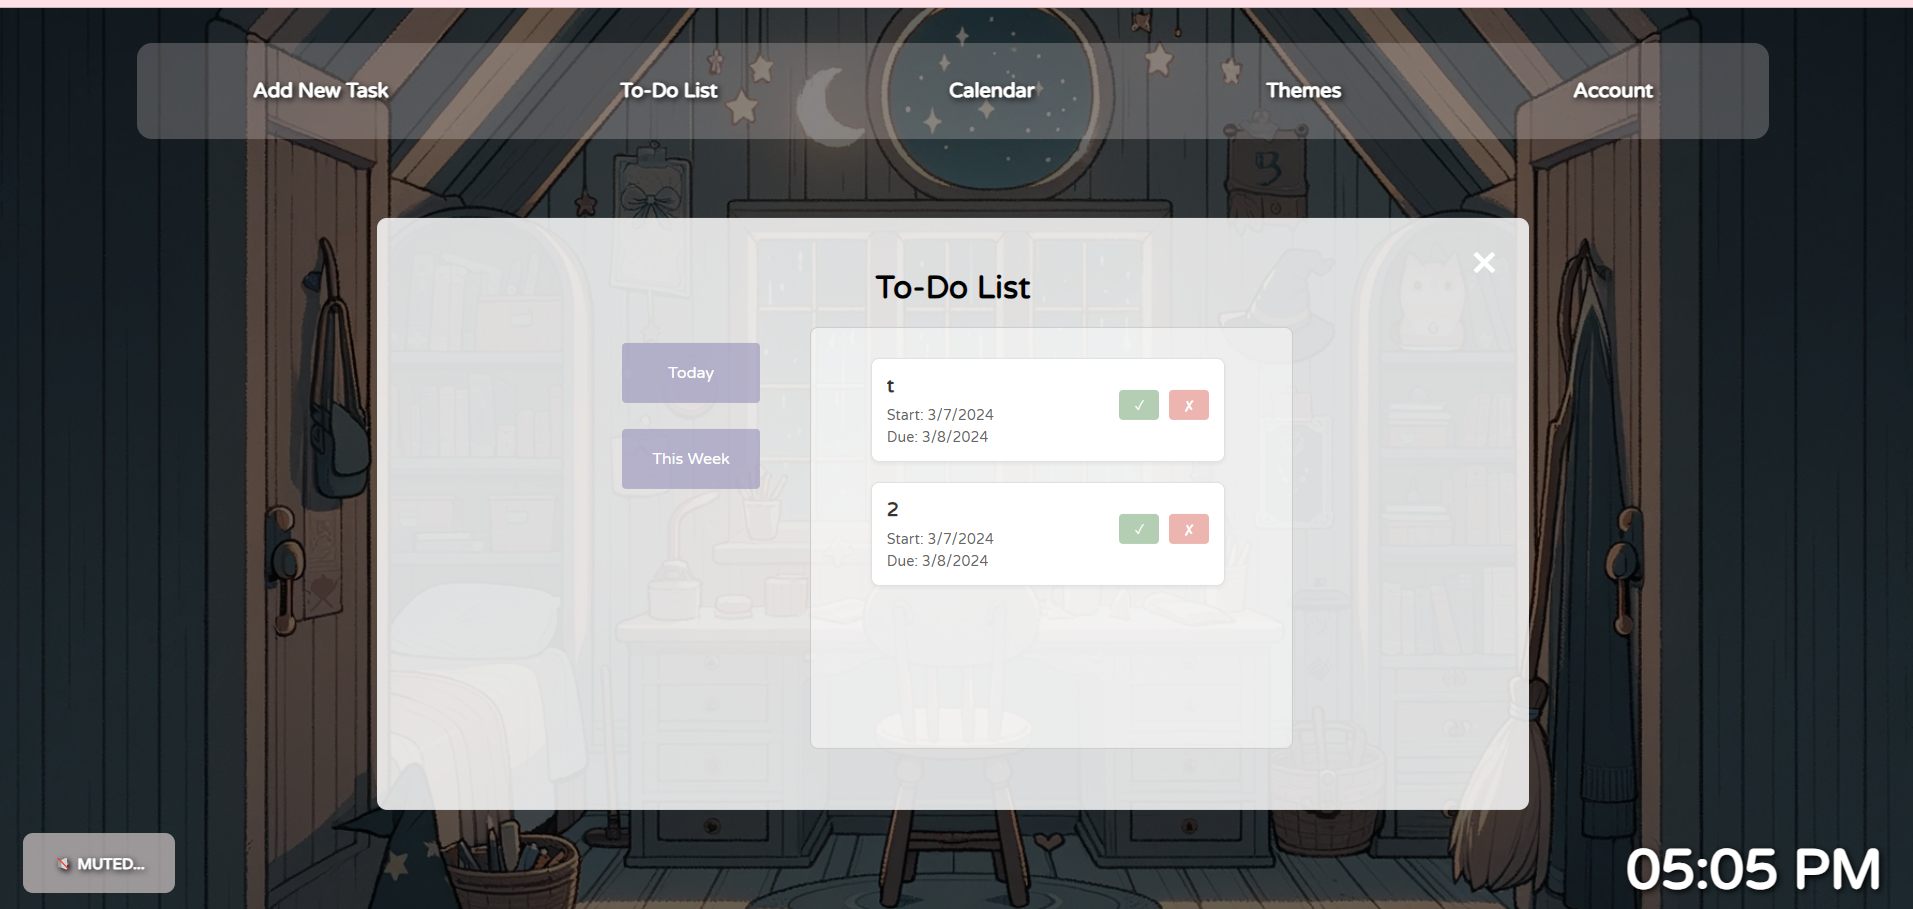 Add New Task
To-Do List
Calendar
Themes
Account
To-Do List
Today
This Week
t
Start: 3/7/2024
Due: 3/8/2024
✓ ✗
2
Start: 3/7/2024
Due: 3/8/2024
✓ ✗
MUTED...
05:05 PM